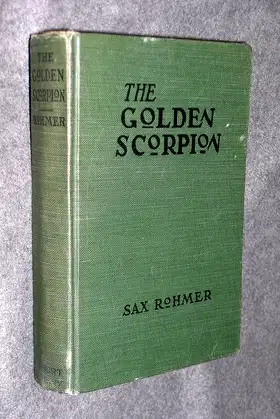 THE
GOLDEN
SCORPION
ROHMER
THE
GOLDEN
SCORPION
SAX ROHMER